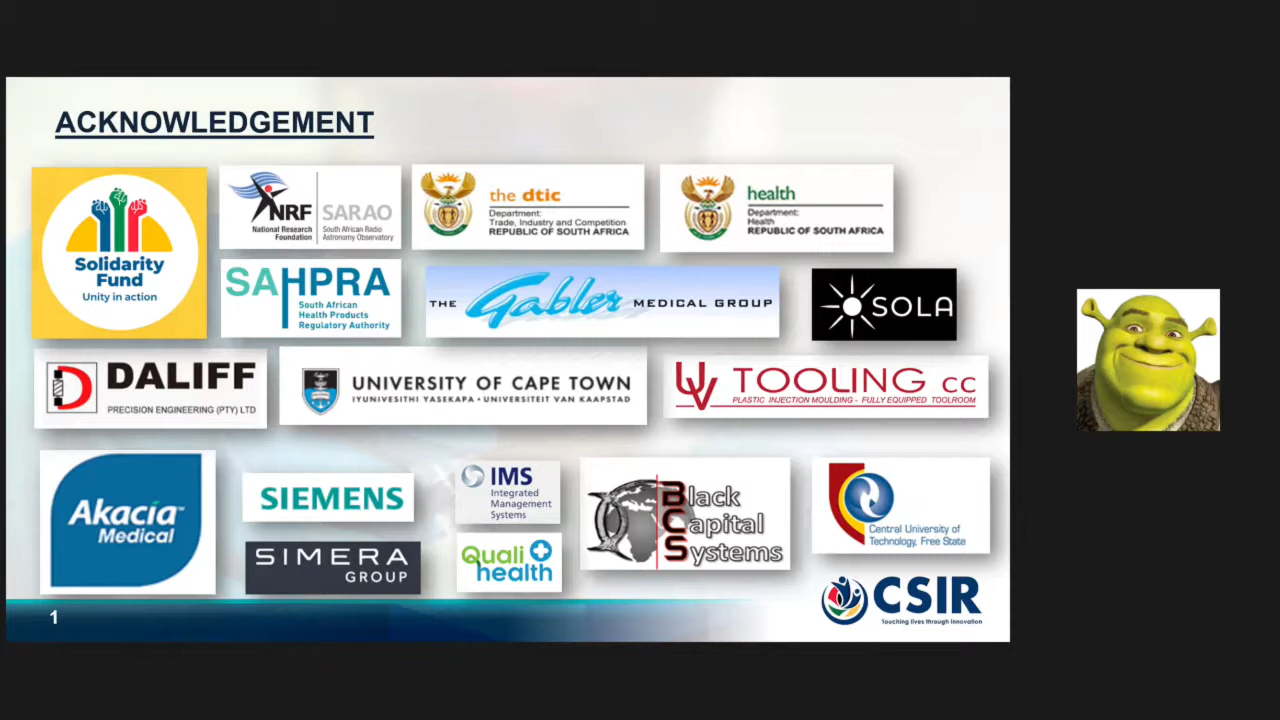 ACKNOWLEDGEMENT
Solidarity
Fund
Unity in action
NRF
National Research
Foundation
SARAO
South African Radio
Astronomy Observatory
the dtic
Department:
Trade, Industry and Competition
REPUBLIC OF SOUTH AFRICA
health
Department:
Health
REPUBLIC OF SOUTH AFRICA
SAHPRA
South African
Health Products
Regulatory Authority
THE Gabler MEDICAL GROUP
SOLA
DALIFF
PRECISION ENGINEERING (PTY) LTD
UNIVERSITY OF CAPE TOWN
IYUNIVESITHI YASEKAPA • UNIVERSITEIT VAN KAAPSTAD
UV TOOLING CC
PLASTIC INJECTION MOULDING - FULLY EQUIPPED TOOLROOM
Akacia™
Medical
SIEMENS
SIMERA
GROUP
IMS
Integrated
Management
Systems
Quali
health
Black
Capital
Systems
Central University of
Technology, Free State
1
CSIR
Touching lives through innovation